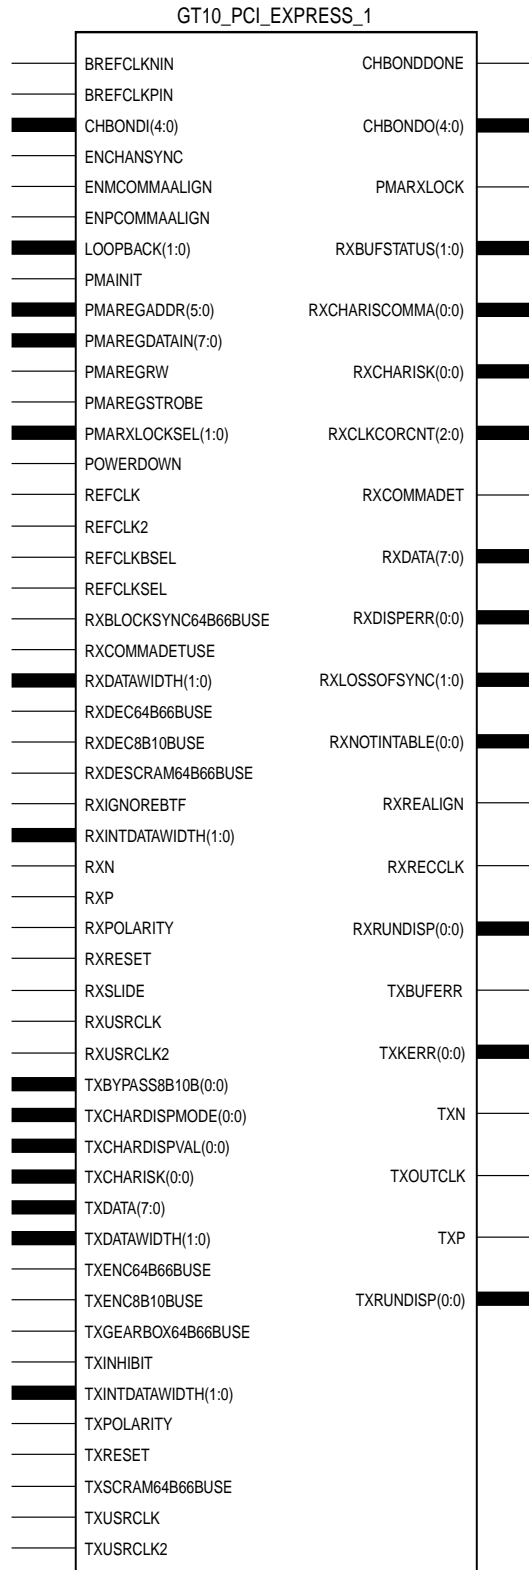 GT10_PCI_EXPRESS_1
BREFCLKNIN CHBONDDONE
BREFCLKPIN
CHBONDI(4:0) CHBONDO(4:0)
ENCHANSYNC
ENMCOMMAALIGN PMARXLOCK
ENPCOMMAALIGN
LOOPBACK(1:0) RXBUFSTATUS(1:0)
PMAINIT
PMAREGADDR(5:0) RXCHARISCOMMA(0:0)
PMAREGDATAIN(7:0)
PMAREGRW RXCHARISK(0:0)
PMAREGSTROBE
PMARXLOCKSEL(1:0) RXCLKCORCNT(2:0)
POWERDOWN
REFCLK RXCOMMADET
REFCLK2
REFCLKBSEL RXDATA(7:0)
REFCLKSEL
RXBLOCKSYNC64B66BUSE RXDISPERR(0:0)
RXCOMMADETUSE
RXDATAWIDTH(1:0) RXLOSSOFSYNC(1:0)
RXDEC64B66BUSE
RXDEC8B10BUSE RXNOTINTABLE(0:0)
RXDESCRAM64B66BUSE
RXIGNOREBTF RXREALIGN
RXINTDATAWIDTH(1:0)
RXN RXRECCLK
RXP
RXPOLARITY RXRUNDISP(0:0)
RXRESET
RXSLIDE TXBUFERR
RXUSRCLK
RXUSRCLK2 TXKERR(0:0)
TXBYPASS8B10B(0:0)
TXCHARDISPMODE(0:0) TXN
TXCHARDISPVAL(0:0)
TXCHARISK(0:0) TXOUTCLK
TXDATA(7:0)
TXDATAWIDTH(1:0) TXP
TXENC64B66BUSE
TXENC8B10BUSE TXRUNDISP(0:0)
TXGEARBOX64B66BUSE
TXINHIBIT
TXINTDATAWIDTH(1:0)
TXPOLARITY
TXRESET
TXSCRAM64B66BUSE
TXUSRCLK
TXUSRCLK2